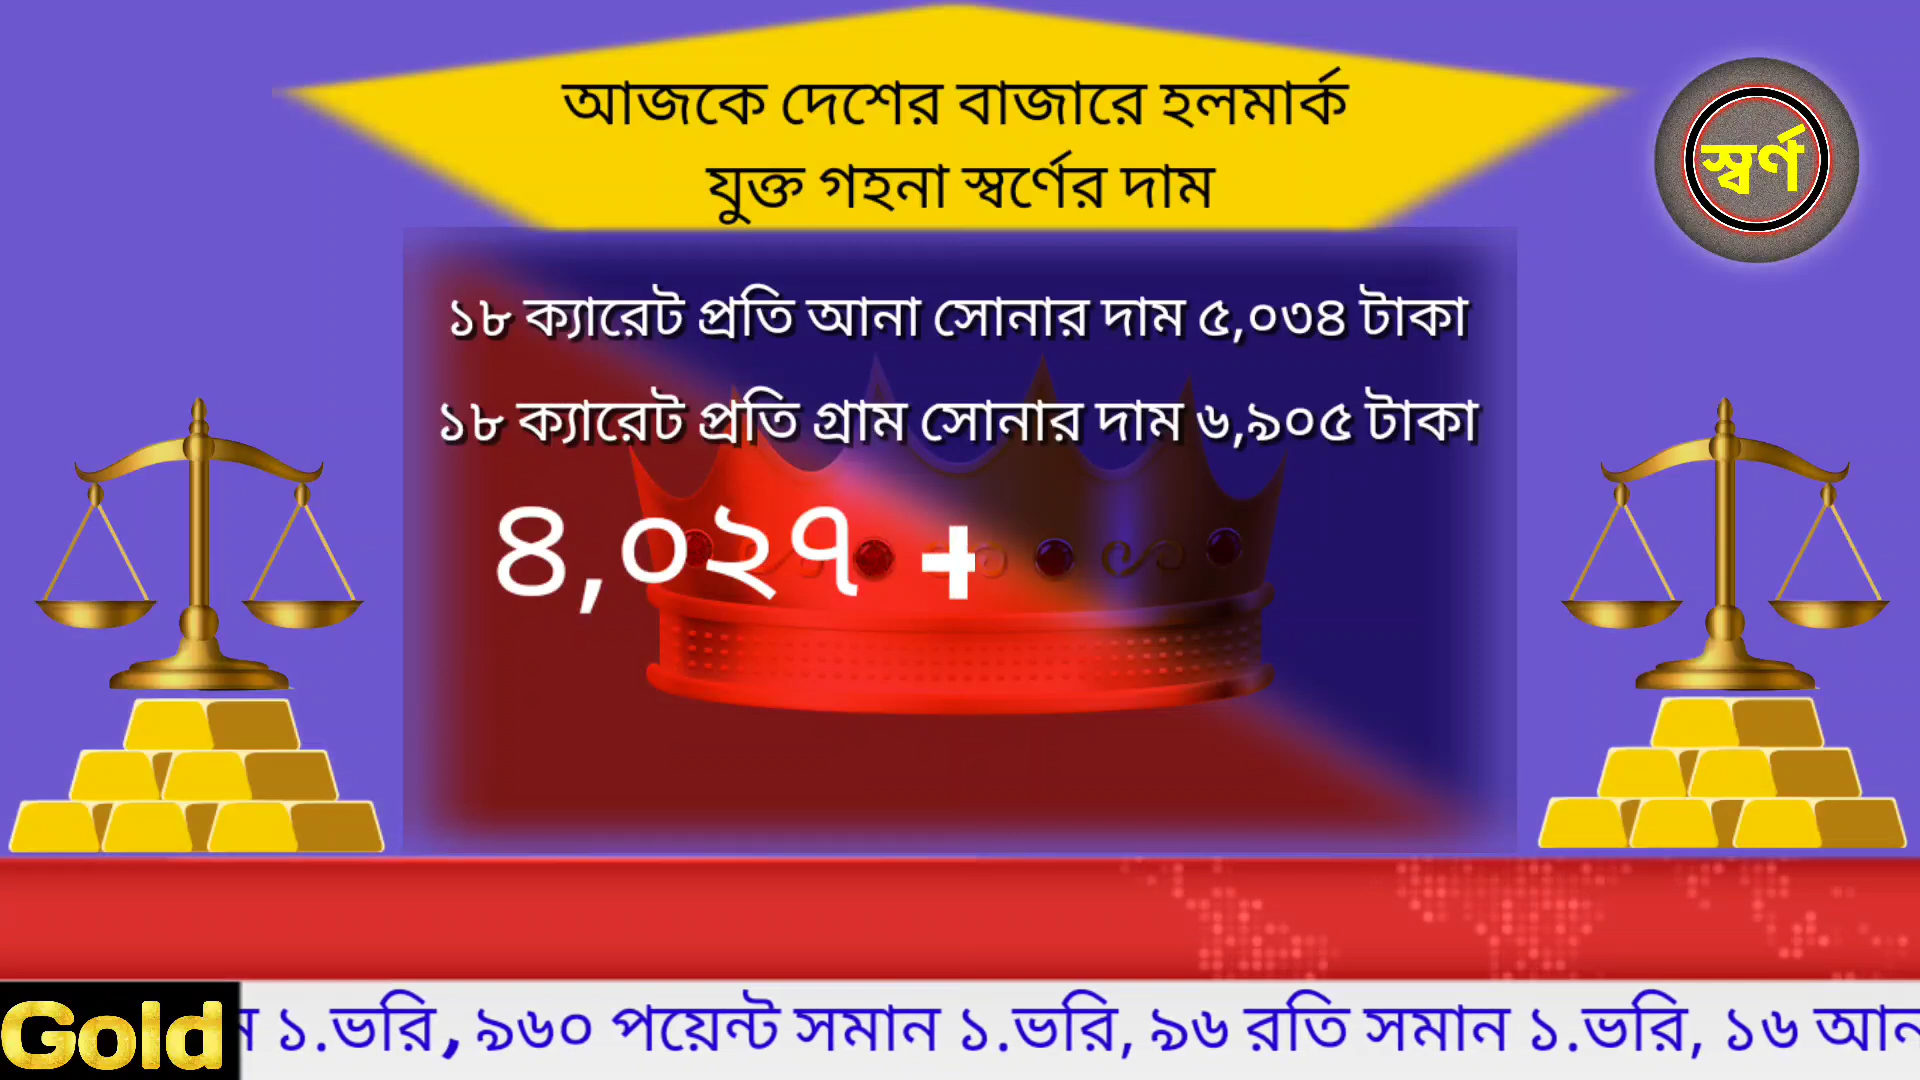 আজকে দেশের বাজারে হলমার্ক
যুক্ত গহনা স্বর্ণের দাম
স্বর্ণ
১৮ ক্যারেট প্রতি আনা সোনার দাম ৫,০৩৪ টাকা
১৮ ক্যারেট প্রতি গ্রাম সোনার দাম ৬,৯০৫ টাকা
৪,০২৭ +
Gold
১.ভরি, ৯৬০ পয়েন্ট সমান ১.ভরি, ৯৬ রতি সমান ১.ভরি, ১৬ আন